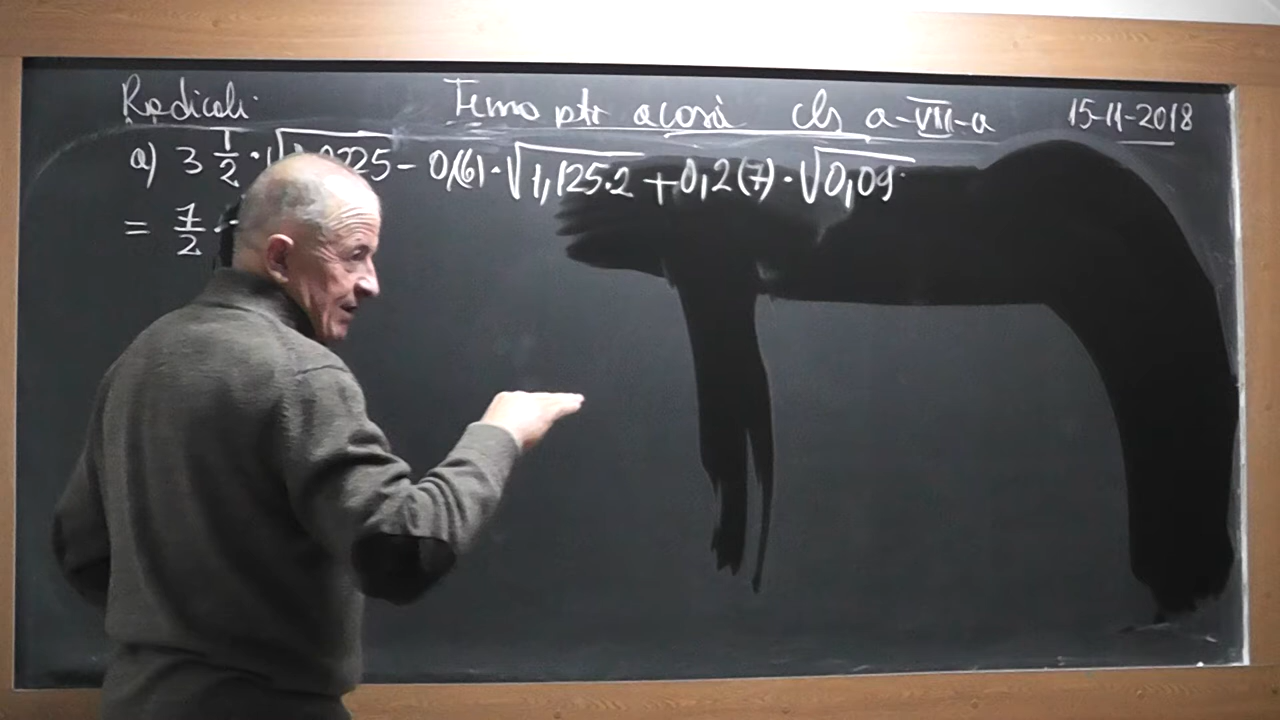 Radicali. Temă ptr acasă cls a-VIII-a 15-11-2018
a) 3 1/2 · √ 0225 - 0,(6) · √1,125·2 + 0,2(7) · √0,09
= 7/2